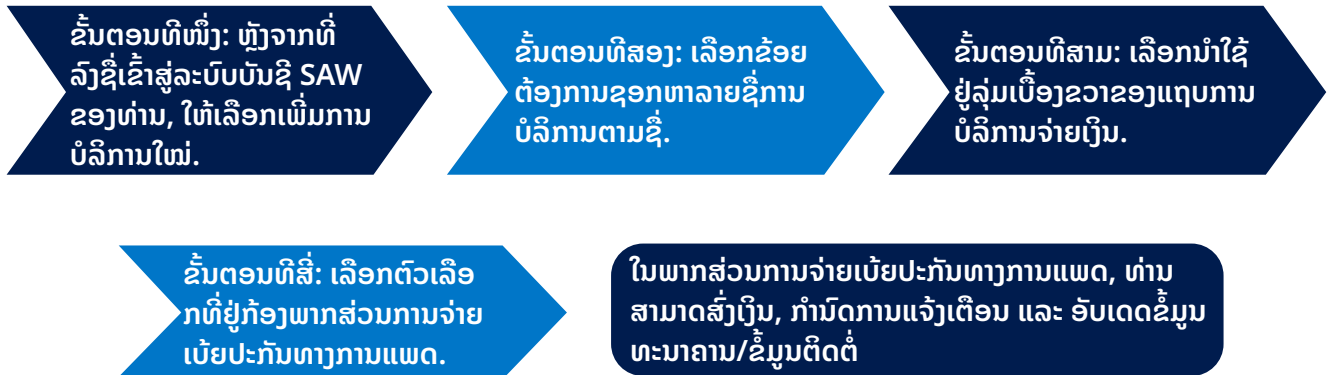 ຂັ້ນຕອນທີໜຶ່ງ: ຫຼັງຈາກທີ່
ລົງຊື່ເຂົ້າສູ່ລະບົບບັນຊີ SAW
ຂອງທ່ານ, ໃຫ້ເລືອກເພີ່ມການ
ບໍລິການໃໝ່.
ຂັ້ນຕອນທີສອງ: ເລືອກຂ້ອຍ
ຕ້ອງການຊອກຫາລາຍຊື່ການ
ບໍລິການຕາມຊື່.
ຂັ້ນຕອນທີສາມ: ເລືອກນຳໃຊ້
ຢູ່ລຸ່ມເບື້ອງຂວາຂອງແຖບການ
ບໍລິການຈ່າຍເງິນ.
ຂັ້ນຕອນທີສີ່: ເລືອກຕົວເລືອ
ກທີ່ຢູ່ກ້ອງພາກສ່ວນການຈ່າຍ
ເບ້ຍປະກັນທາງການແພດ.
ໃນພາກສ່ວນການຈ່າຍເບ້ຍປະກັນທາງການແພດ, ທ່ານ
ສາມາດສົ່ງເງິນ, ກຳນົດການແຈ້ງເຕືອນ ແລະ ອັບເດດຂໍ້ມູນ
ທະນາຄານ/ຂໍ້ມູນຕິດຕໍ່